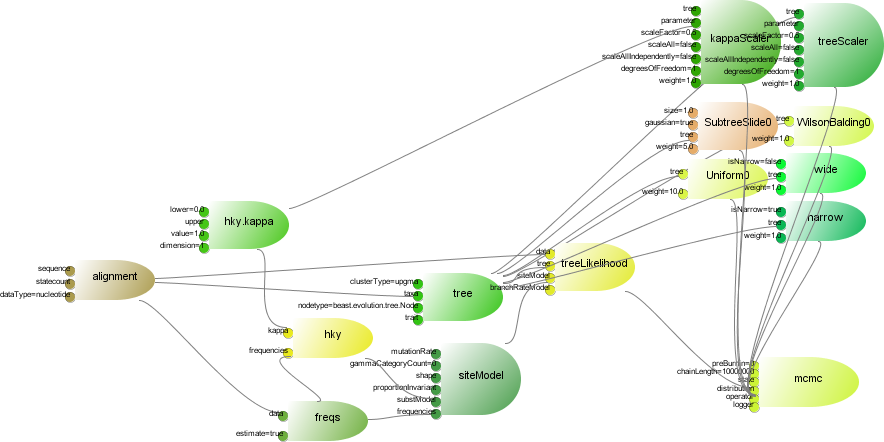 tree
parameter
scaleFactor=0.5
scaleAll=false
scaleAllIndependently=false
degreesOfFreedom=1
weight=1.0
kappaScaler
tree
parameter
scaleFactor=0.5
scaleAll=false
scaleAllIndependently=false
degreesOfFreedom=1
weight=1.0
treeScaler
size=1.0
gaussian=true
tree
weight=5.0
SubtreeSlide0
tree
weight=1.0
WilsonBalding0
tree
weight=10.0
Uniform0
isNarrow=false
tree
weight=1.0
wide
isNarrow=true
tree
weight=1.0
narrow
lower=0.0
upper
value=1.0
dimension=1
hky.kappa
sequence
statecount
dataType=nucleotide
alignment
clusterType=upgma
taxa
nodetype=beast.evolution.tree.Node
trait
tree
data
tree
siteModel
branchRateModel
treeLikelihood
kappa
frequencies
hky
mutationRate
gammaCategoryCount=0
shape
proportionInvariant
substModel
frequencies
siteModel
data
estimate=true
freqs
state
distribution
operator
logger
mcmc